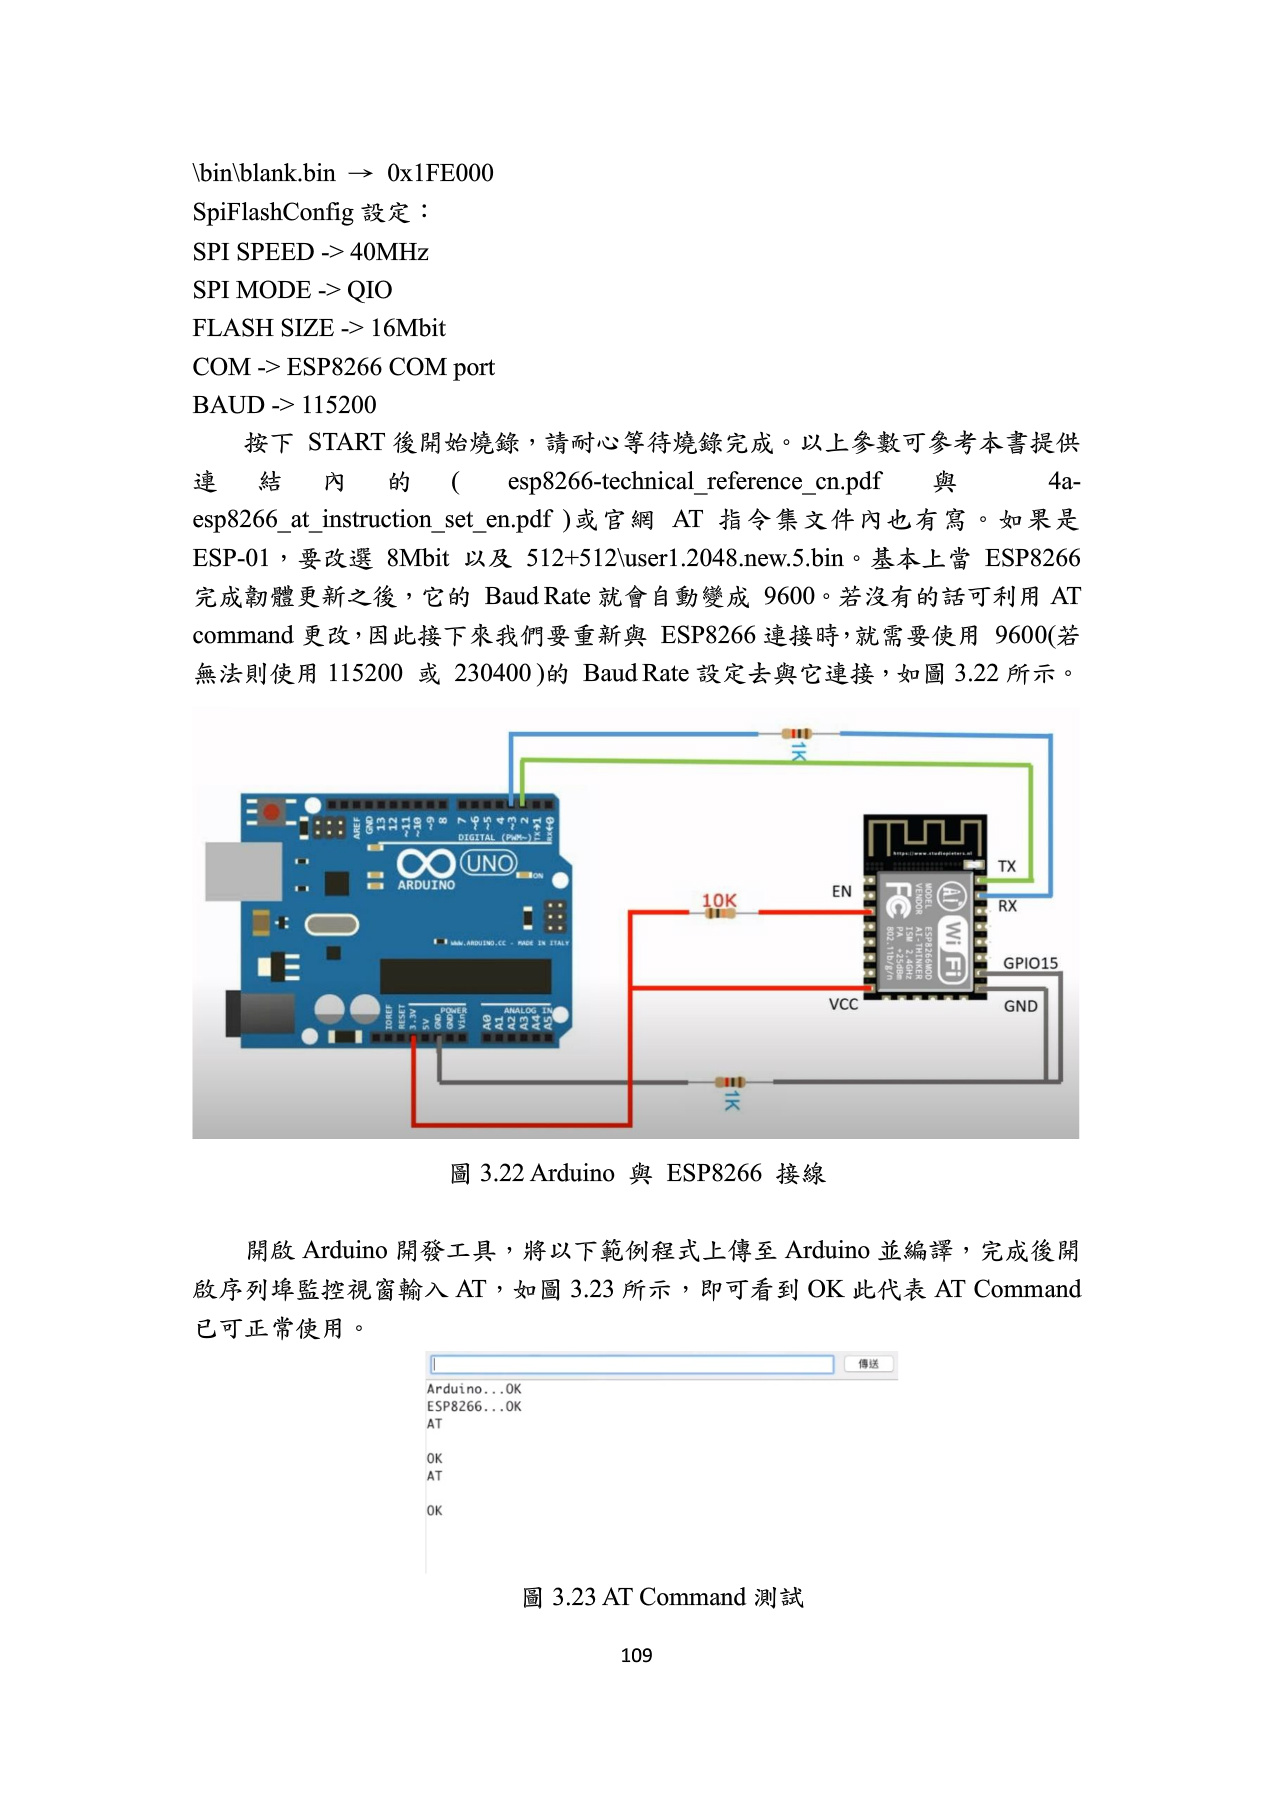 \bin\blank.bin → 0x1FE000
SpiFlashConfig 設定：
SPI SPEED -> 40MHz
SPI MODE -> QIO
FLASH SIZE -> 16Mbit
COM -> ESP8266 COM port
BAUD -> 115200
按下 START 後開始燒錄，請耐心等待燒錄完成。以上參數可參考本書提供
連結內的( esp8266-technical_reference_cn.pdf 與 4a-
esp8266_at_instruction_set_en.pdf )或官網 AT 指令集文件內也有寫。如果是
ESP-01，要改選 8Mbit 以及 512+512\user1.2048.new.5.bin。基本上當 ESP8266
完成韌體更新之後，它的 Baud Rate 就會自動變成 9600。若沒有的話可利用 AT
command 更改，因此接下來我們要重新與 ESP8266 連接時，就需要使用 9600(若
無法則使用 115200 或 230400 )的 Baud Rate 設定去與它連接，如圖 3.22 所示。
1K
AREF
GND
13
12
~11
~10
~9
8
7
~6
~5
4
~3
2
TX→1
RX←0
DIGITAL (PWM~)
UNO
ARDUINO
ON
WWW.ARDUINO.CC - MADE IN ITALY
IOREF
RESET
3.3V
5V
GND
GND
Vin
POWER
ANALOG IN
A0
A1
A2
A3
A4
A5
10K
EN
VCC
https://www.studiopieters.nl
TX
RX
GPIO15
GND
FC
Wi Fi
MODEL ESP8266MOD
VENDOR AI-THINKER
ISM 2.4GHz
PA +25dBm
802.11b/g/n
1K
圖 3.22 Arduino 與 ESP8266 接線
開啟 Arduino 開發工具，將以下範例程式上傳至 Arduino 並編譯，完成後開
啟序列埠監控視窗輸入 AT，如圖 3.23 所示，即可看到 OK 此代表 AT Command
已可正常使用。
傳送
Arduino...OK
ESP8266...OK
AT
OK
AT
OK
圖 3.23 AT Command 測試
109